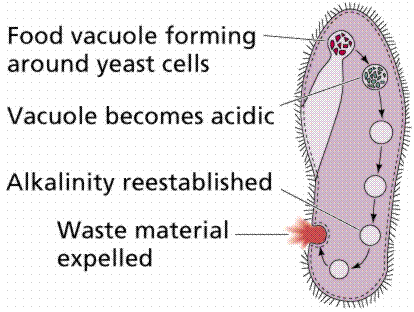 Food vacuole forming
around yeast cells
Vacuole becomes acidic
Alkalinity reestablished
Waste material
expelled